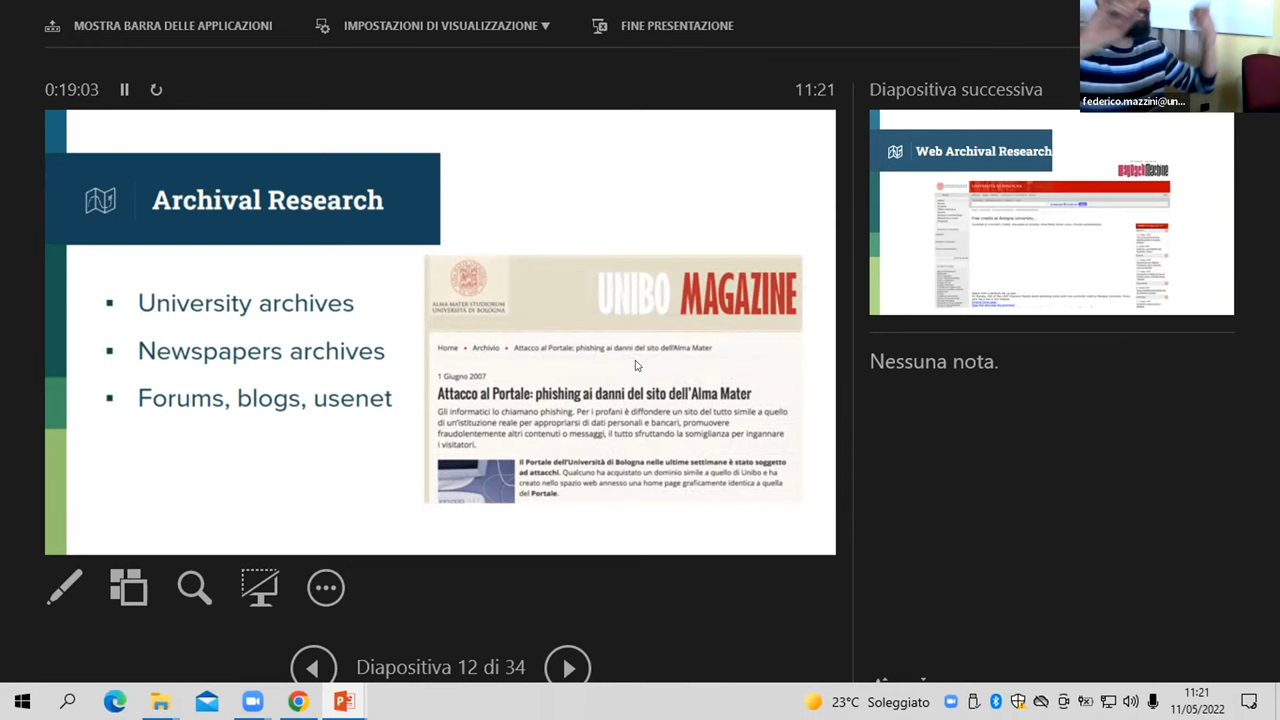 MOSTRA BARRA DELLE APPLICAZIONI
IMPOSTAZIONI DI VISUALIZZAZIONE ▼
FINE PRESENTAZIONE
federico.mazzini@un...
0:19:03
11:21
Archival Research
▪ University archives
▪ Newspapers archives
▪ Forums, blogs, usenet
ALMA MATER STUDIORUM
UNIVERSITÀ DI BOLOGNA
UNIBO MAGAZINE
Home • Archivio • Attacco al Portale: phishing ai danni del sito dell'Alma Mater
1 Giugno 2007
Attacco al Portale: phishing ai danni del sito dell'Alma Mater
Gli informatici lo chiamano phishing. Per i profani è diffondere un sito del tutto simile a quello
di un'istituzione reale per appropriarsi di dati personali e bancari, promuovere
fraudolentemente altri contenuti o messaggi, il tutto sfruttando la somiglianza per ingannare
i visitatori.
Il Portale dell'Università di Bologna nelle ultime settimane è stato soggetto
ad attacchi. Qualcuno ha acquistato un dominio simile a quello di Unibo e ha
creato nello spazio web annesso una home page graficamente identica a quella
del Portale.
Diapositiva 12 di 34
Diapositiva successiva
Web Archival Research
Nessuna nota.
23°C Soleggiato
11:21
11/05/2022